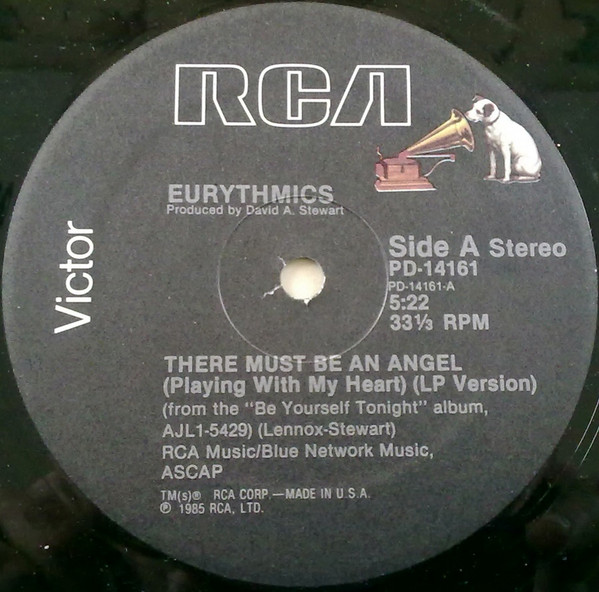 RCA
EURYTHMICS
Produced by David A. Stewart
Victor
Side A Stereo
PD-14161
PD-14161-A
5:22
33⅓ RPM
THERE MUST BE AN ANGEL
(Playing With My Heart) (LP Version)
(from the "Be Yourself Tonight" album,
AJL1-5429) (Lennox-Stewart)
RCA Music/Blue Network Music,
ASCAP
TM(s)® RCA CORP.—MADE IN U.S.A.
℗ 1985 RCA, LTD.